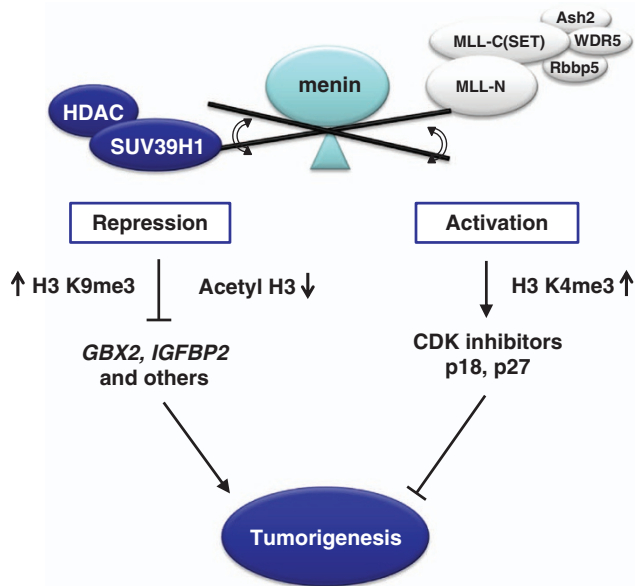 Ash2
MLL-C(SET)
WDR5
Rbbp5
menin
MLL-N
HDAC
SUV39H1
Repression
Activation
H3 K9me3
Acetyl H3
H3 K4me3
GBX2, IGFBP2
and others
CDK inhibitors
p18, p27
Tumorigenesis